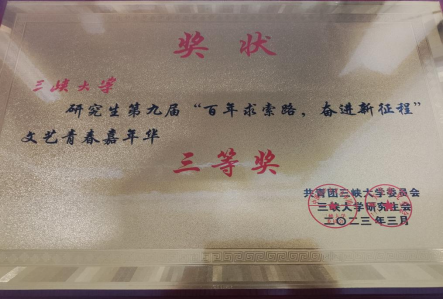 奖状
三峡大学
研究生第九届“百年求索路，奋进新征程”
文艺青春嘉年华
三等奖
共青团三峡大学委员会
三峡大学研究生会
二〇二三年三月